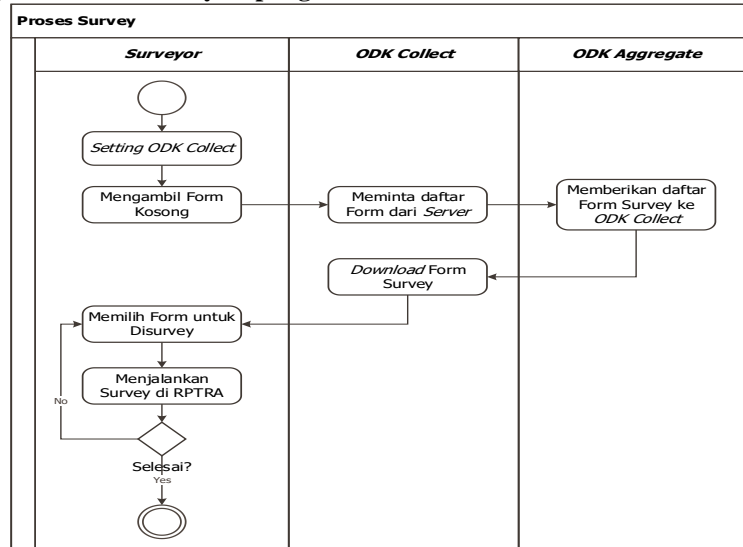 Proses Survey
Surveyor
ODK Collect
ODK Aggregate
Setting ODK Collect
Mengambil Form
Kosong
Meminta daftar
Form dari Server
Memberikan daftar
Form Survey ke
ODK Collect
Download Form
Survey
Memilih Form untuk
Disurvey
Menjalankan
Survey di RPTRA
No
Selesai?
Yes